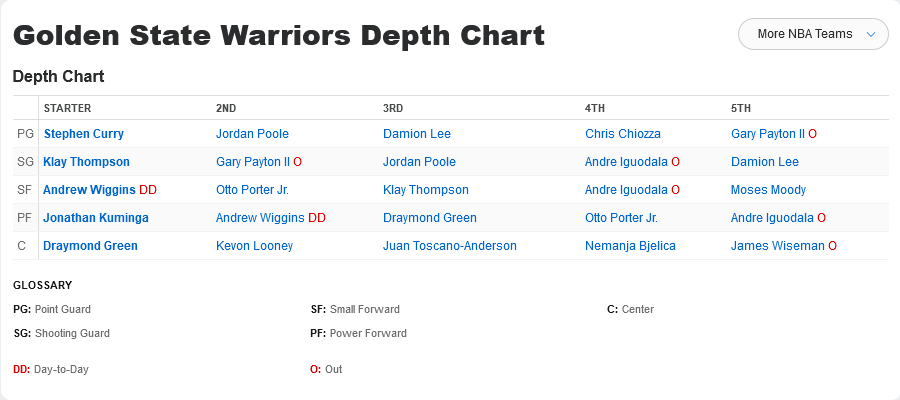 Golden State Warriors Depth Chart
More NBA Teams
Depth Chart
STARTER 2ND 3RD 4TH 5TH
PG Stephen Curry Jordan Poole Damion Lee Chris Chiozza Gary Payton II O
SG Klay Thompson Gary Payton II O Jordan Poole Andre Iguodala O Damion Lee
SF Andrew Wiggins DD Otto Porter Jr. Klay Thompson Andre Iguodala O Moses Moody
PF Jonathan Kuminga Andrew Wiggins DD Draymond Green Otto Porter Jr. Andre Iguodala O
C Draymond Green Kevon Looney Juan Toscano-Anderson Nemanja Bjelica James Wiseman O
GLOSSARY
PG: Point Guard SF: Small Forward C: Center
SG: Shooting Guard PF: Power Forward
DD: Day-to-Day O: Out